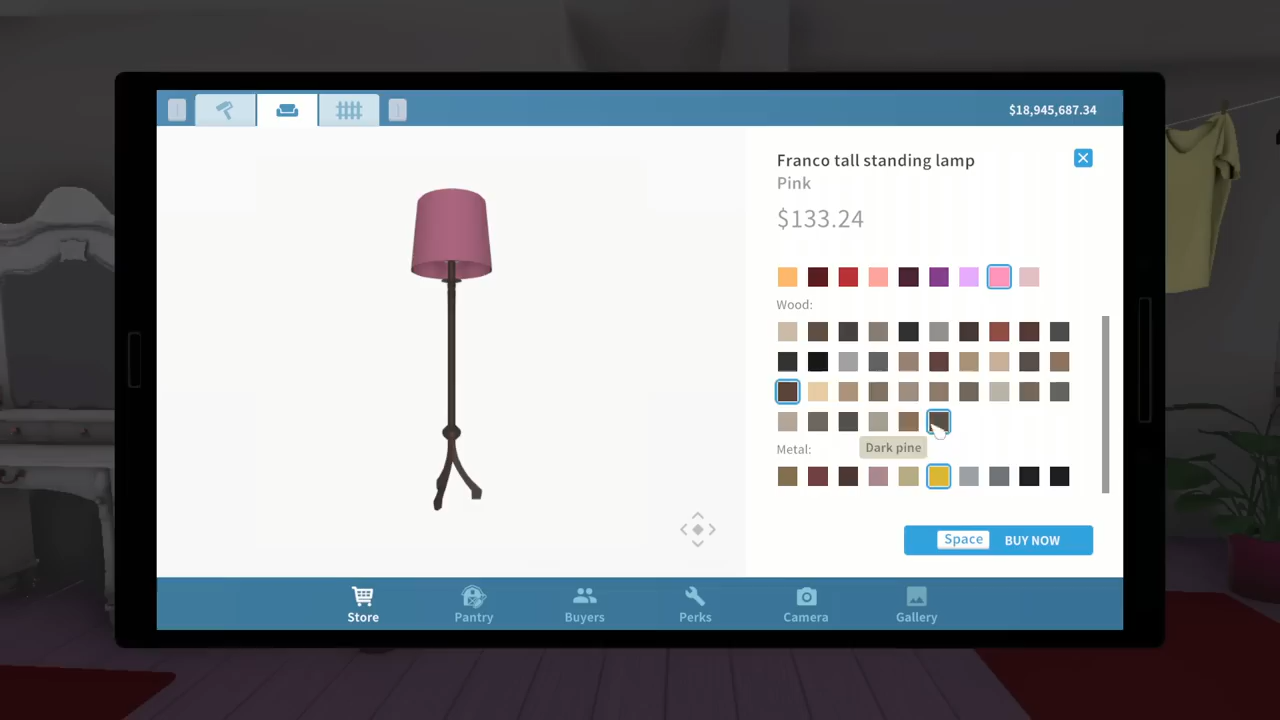 $18,945,687.34
Franco tall standing lamp
Pink
$133.24
Wood:
Dark pine
Metal:
Space BUY NOW
Store Pantry Buyers Perks Camera Gallery